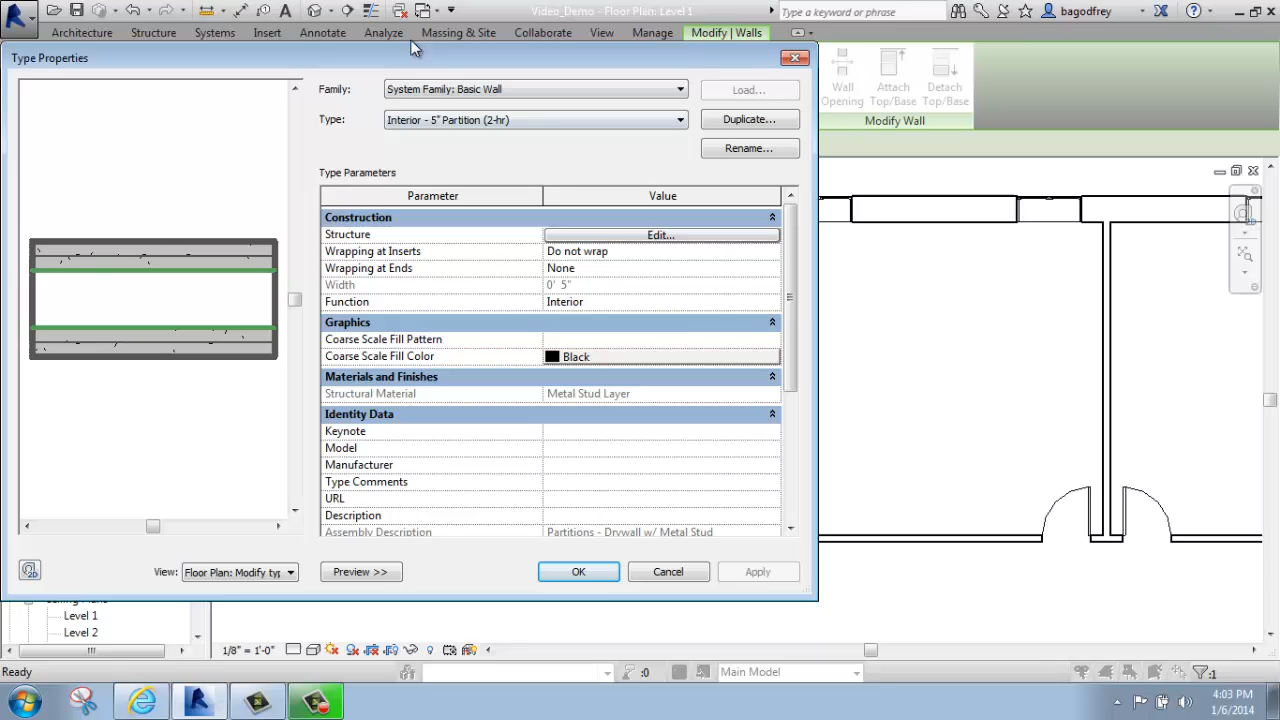 Video_Demo - Floor Plan: Level 1
Type a keyword or phrase
bagodfrey
Architecture Structure Systems Insert Annotate Analyze Massing & Site Collaborate View Manage Modify | Walls
Type Properties
Family: System Family: Basic Wall Load...
Type: Interior - 5" Partition (2-hr) Duplicate...
Rename...
Wall Opening
Attach Top/Base
Detach Top/Base
Modify Wall
Type Parameters
Parameter Value
Construction
Structure Edit...
Wrapping at Inserts Do not wrap
Wrapping at Ends None
Width 0' 5"
Function Interior
Graphics
Coarse Scale Fill Pattern
Coarse Scale Fill Color Black
Materials and Finishes
Structural Material Metal Stud Layer
Identity Data
Keynote
Model
Manufacturer
Type Comments
URL
Description
Assembly Description Partitions - Drywall w/ Metal Stud
View: Floor Plan: Modify typ Preview >> OK Cancel Apply
Level 1
Level 2
1/8" = 1'-0"
Ready :0 Main Model :1
4:03 PM
1/6/2014